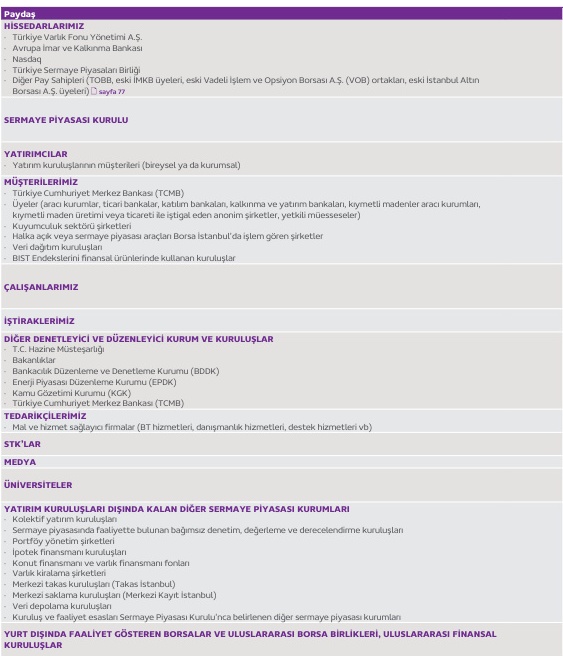 Paydaş
HİSSEDARLARIMIZ
· Türkiye Varlık Fonu Yönetimi A.Ş.
· Avrupa İmar ve Kalkınma Bankası
· Nasdaq
· Türkiye Sermaye Piyasaları Birliği
· Diğer Pay Sahipleri (TOBB, eski İMKB üyeleri, eski Vadeli İşlem ve Opsiyon Borsası A.Ş. (VOB) ortakları, eski İstanbul Altın
Borsası A.Ş. üyeleri) sayfa 77
SERMAYE PİYASASI KURULU
YATIRIMCILAR
· Yatırım kuruluşlarının müşterileri (bireysel ya da kurumsal)
MÜŞTERİLERİMİZ
· Türkiye Cumhuriyet Merkez Bankası (TCMB)
· Üyeler (aracı kurumlar, ticari bankalar, katılım bankaları, kalkınma ve yatırım bankaları, kıymetli madenler aracı kurumları,
kıymetli maden üretimi veya ticareti ile iştigal eden anonim şirketler, yetkili müesseseler)
· Kuyumculuk sektörü şirketleri
· Halka açık veya sermaye piyasası araçları Borsa İstanbul'da işlem gören şirketler
· Veri dağıtım kuruluşları
· BIST Endekslerini finansal ürünlerinde kullanan kuruluşlar
ÇALIŞANLARIMIZ
İŞTİRAKLERİMİZ
DİĞER DENETLEYİCİ VE DÜZENLEYİCİ KURUM VE KURULUŞLAR
· T.C. Hazine Müsteşarlığı
· Bakanlıklar
· Bankacılık Düzenleme ve Denetleme Kurumu (BDDK)
· Enerji Piyasası Düzenleme Kurumu (EPDK)
· Kamu Gözetimi Kurumu (KGK)
· Türkiye Cumhuriyet Merkez Bankası (TCMB)
TEDARİKÇİLERİMİZ
· Mal ve hizmet sağlayıcı firmalar (BT hizmetleri, danışmanlık hizmetleri, destek hizmetleri vb)
STK'LAR
MEDYA
ÜNİVERSİTELER
YATIRIM KURULUŞLARI DIŞINDA KALAN DİĞER SERMAYE PİYASASI KURUMLARI
· Kolektif yatırım kuruluşları
· Sermaye piyasasında faaliyette bulunan bağımsız denetim, değerleme ve derecelendirme kuruluşları
· Portföy yönetim şirketleri
· İpotek finansmanı kuruluşları
· Konut finansmanı ve varlık finansmanı fonları
· Varlık kiralama şirketleri
· Merkezi takas kuruluşları (Takas İstanbul)
· Merkezi saklama kuruluşları (Merkezi Kayıt İstanbul)
· Veri depolama kuruluşları
· Kuruluş ve faaliyet esasları Sermaye Piyasası Kurulu'nca belirlenen diğer sermaye piyasası kurumları
YURT DIŞINDA FAALİYET GÖSTEREN BORSALAR VE ULUSLARARASI BORSA BİRLİKLERİ, ULUSLARARASI FİNANSAL
KURULUŞLAR